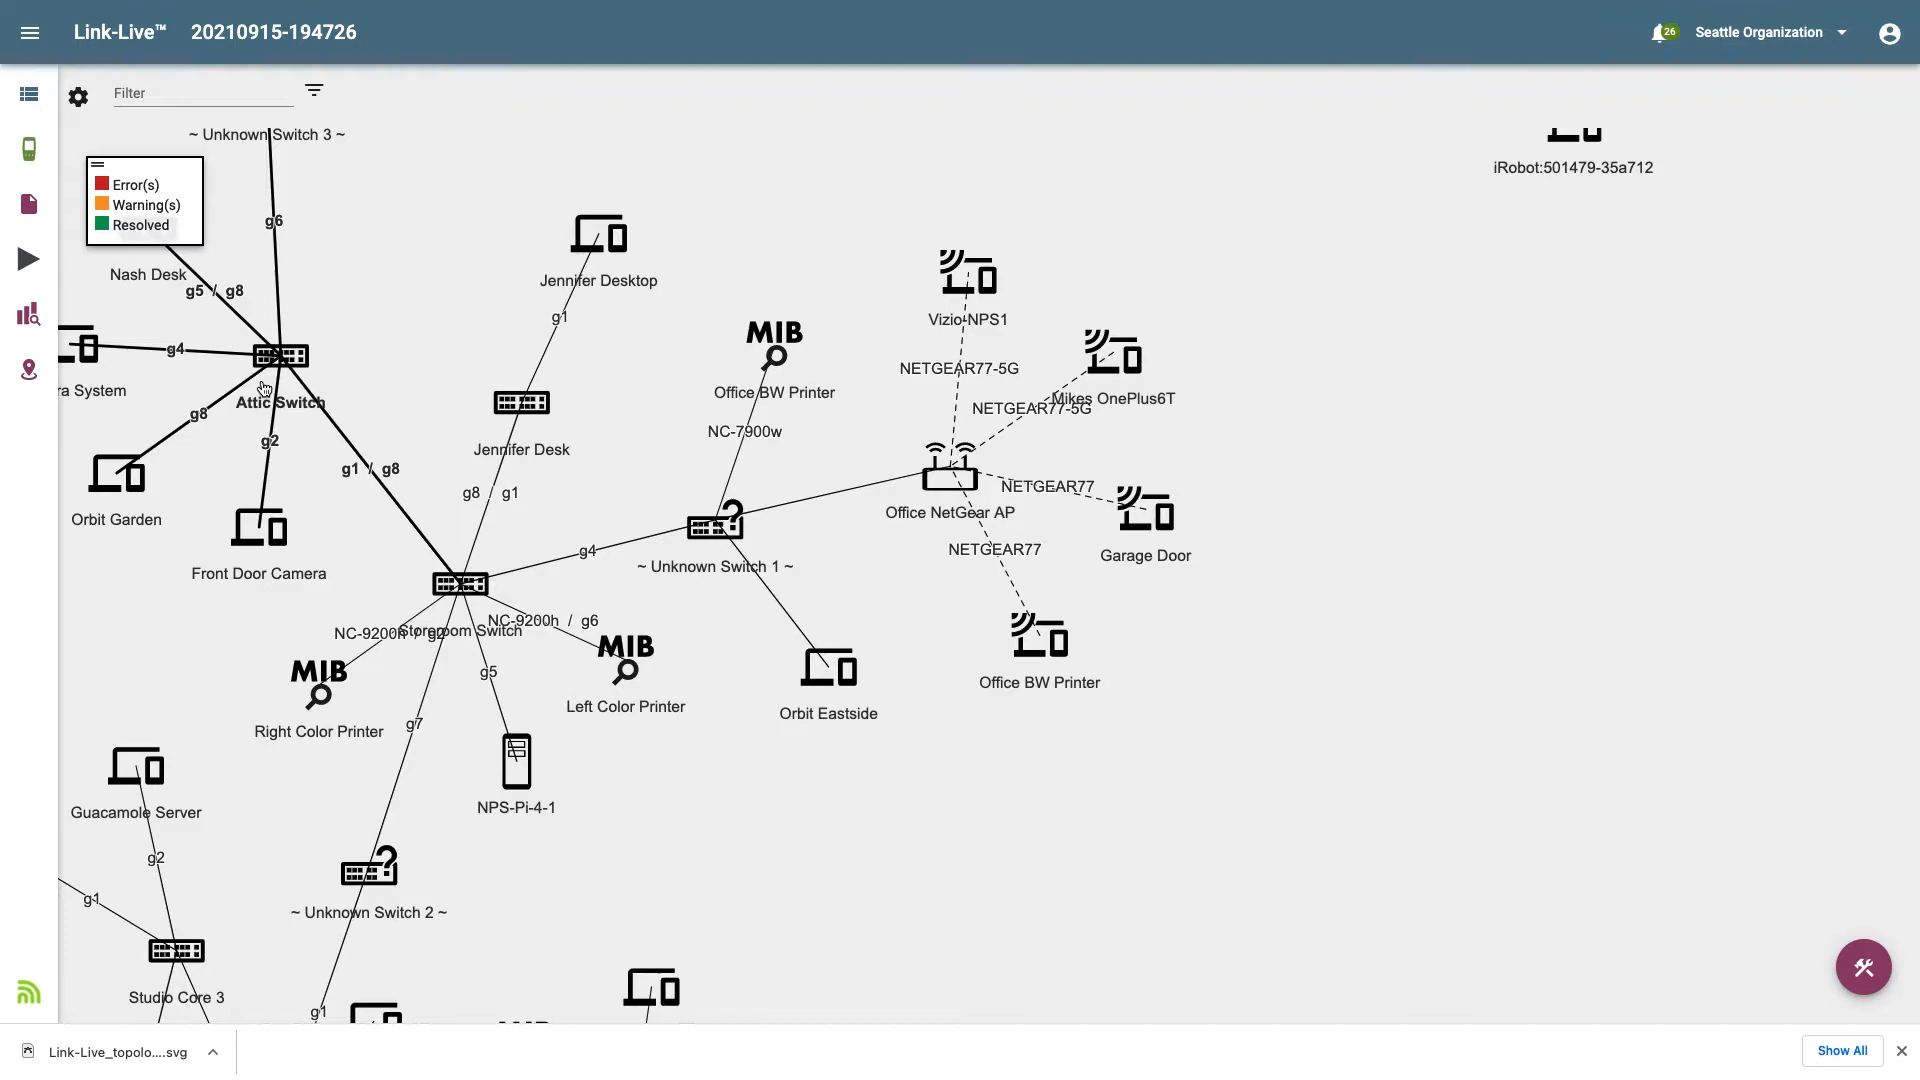 Link-Live™ 20210915-194726
26
Seattle Organization
Filter
~ Unknown Switch 3 ~
iRobot:501479-35a712
Error(s)
Warning(s)
Resolved
g6
Nash Desk
g5 / g8
Jennifer Desktop
g1
Vizio-NPS1
MIB
Office BW Printer
NC-7900w
NETGEAR77-5G
Mikes OnePlus6T
NETGEAR77-5G
g4
ra System
Attic Switch
g8
g2
g1 / g8
Jennifer Desk
g8 / g1
Orbit Garden
Front Door Camera
NETGEAR77
Office NetGear AP
NETGEAR77
Garage Door
g4
~ Unknown Switch 1 ~
NC-9200h / g6
NC-9200h / g2
Storeroom Switch
MIB
Left Color Printer
MIB
Right Color Printer
g5
g7
Office BW Printer
Orbit Eastside
NPS-Pi-4-1
Guacamole Server
g2
g1
~ Unknown Switch 2 ~
Studio Core 3
g1
Link-Live_topolo....svg
Show All